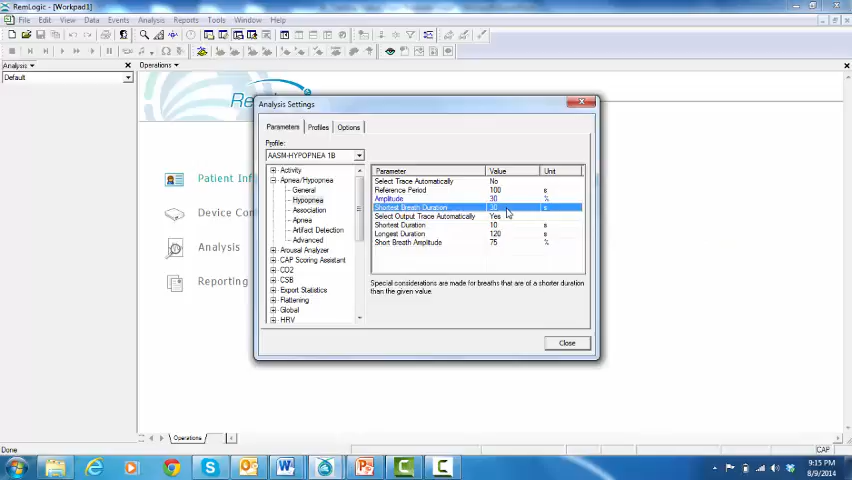 RemLogic - [Workpad1]
File Edit View Data Events Analysis Reports Tools Window Help
Analysis
Operations
Default
Re
Analysis Settings
Parameters Profiles Options
Profile:
AASM-HYPOPNEA 1B
Activity
Apnea/Hypopnea
General
Hypopnea
Association
Apnea
Artifact Detection
Advanced
Arousal Analyzer
CAP Scoring Assistant
CO2
CSB
Export Statistics
Flattening
Global
HRV
Parameter Value Unit
Select Trace Automatically No
Reference Period 100 s
Amplitude 30 %
Shortest Breath Duration 30 s
Select Output Trace Automatically Yes
Shortest Duration 10 s
Longest Duration 120 s
Short Breath Amplitude 75 %
Special considerations are made for breaths that are of a shorter duration
than the given value.
Close
Patient Inf
Device Con
Analysis
Reporting
Operations
Done
CAP
9:15 PM
8/9/2014